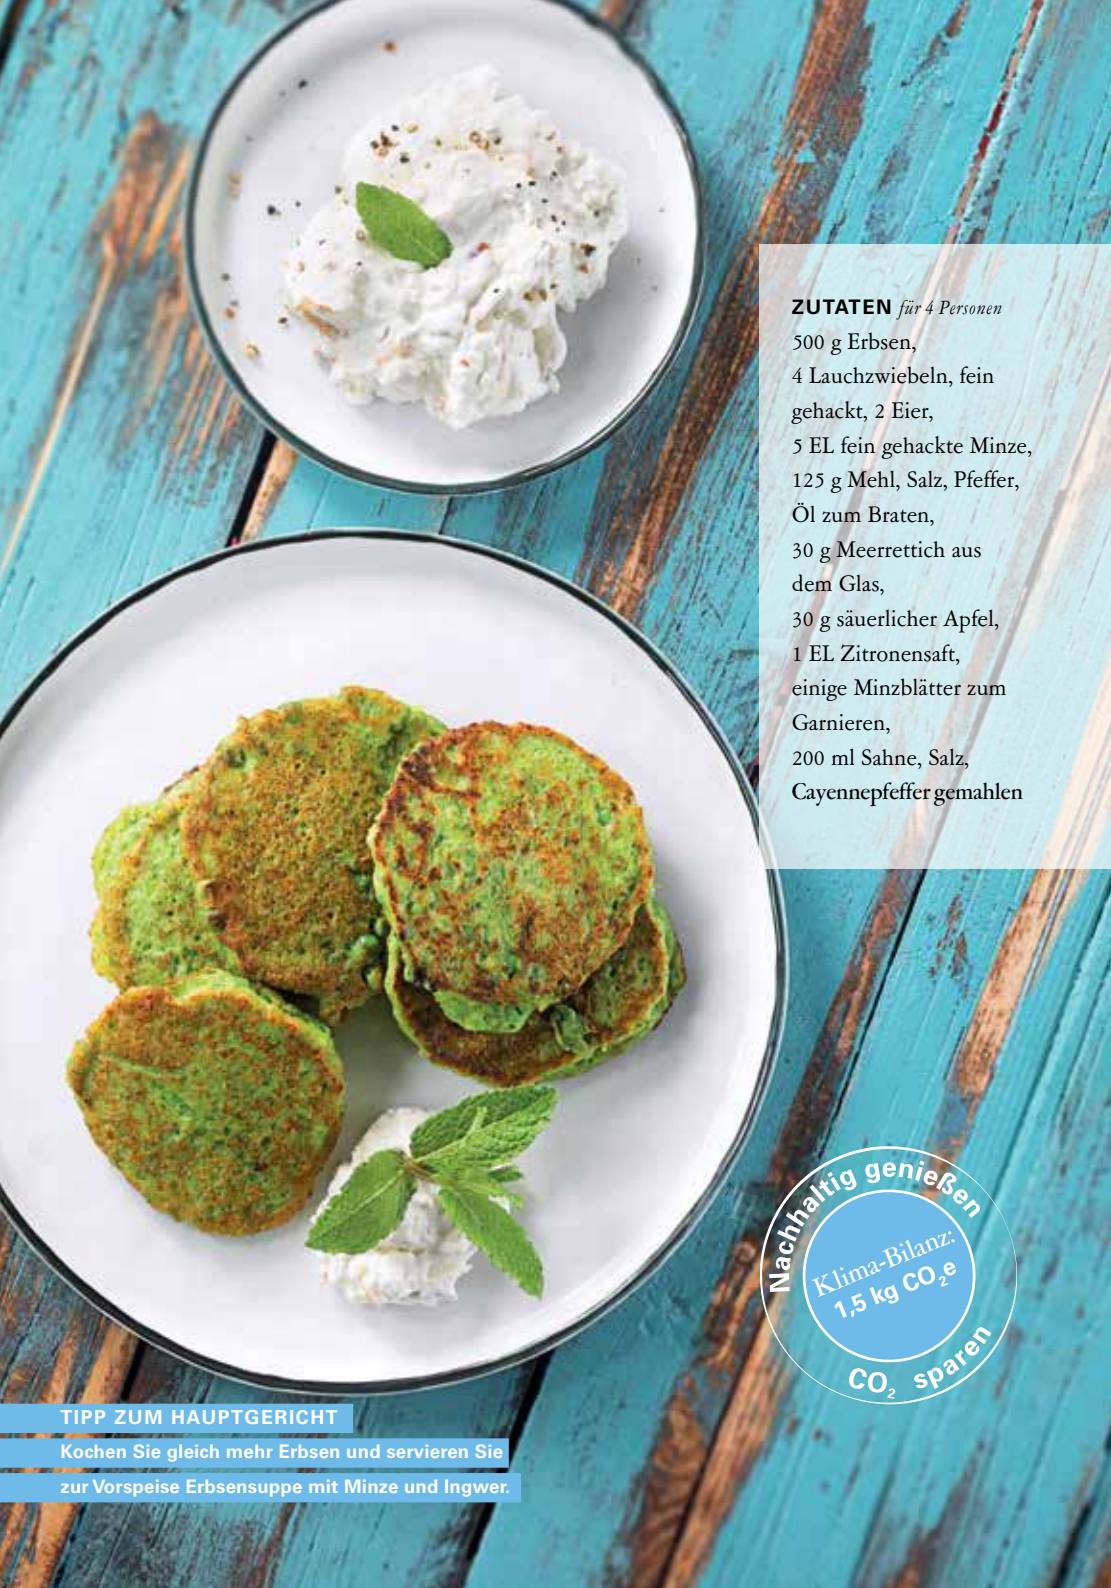 ZUTATEN für 4 Personen
500 g Erbsen,
4 Lauchzwiebeln, fein
gehackt, 2 Eier,
5 EL fein gehackte Minze,
125 g Mehl, Salz, Pfeffer,
Öl zum Braten,
30 g Meerrettich aus
dem Glas,
30 g säuerlicher Apfel,
1 EL Zitronensaft,
einige Minzblätter zum
Garnieren,
200 ml Sahne, Salz,
Cayennepfeffer gemahlen
Nachhaltig genießen
Klima-Bilanz:
1,5 kg CO₂e
CO₂ sparen
TIPP ZUM HAUPTGERICHT
Kochen Sie gleich mehr Erbsen und servieren Sie
zur Vorspeise Erbsensuppe mit Minze und Ingwer.